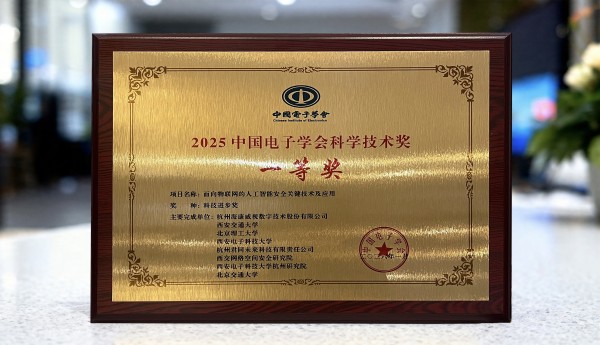 中國電子學會
Chinese Institute of Electronics
2025 中国电子学会科学技术奖
一等奖
项目名称：面向物联网的人工智能安全关键技术及应用
奖 种：科技进步奖
主要完成单位：杭州海康威视数字技术股份有限公司
西安交通大学
北京理工大学
西安电子科技大学
杭州君同未来科技有限责任公司
西交网络空间安全研究院
西安电子科技大学杭州研究院
北京交通大学
中国电子学会